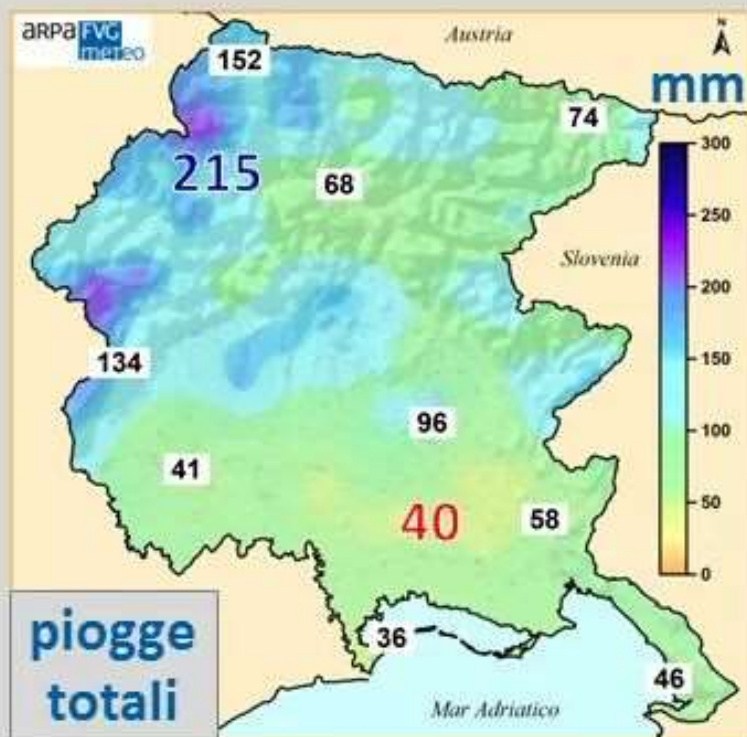 arpa FVG
meteo
Austria
N
152
mm
74
300
215
68
250
Slovenia
200
134
150
96
100
41
40
58
50
0
piogge
totali
36
46
Mar Adriatico